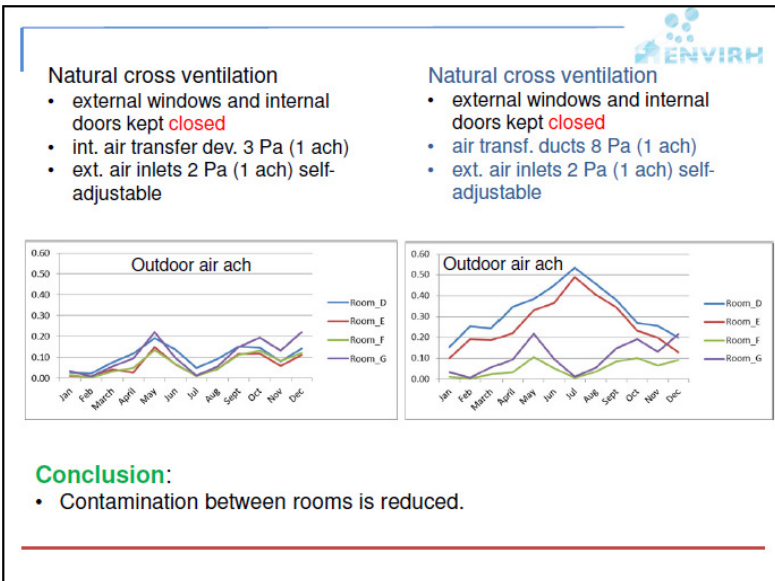 ENVIRH
Natural cross ventilation
• external windows and internal
doors kept closed
• int. air transfer dev. 3 Pa (1 ach)
• ext. air inlets 2 Pa (1 ach) self-
adjustable
Natural cross ventilation
• external windows and internal
doors kept closed
• air transf. ducts 8 Pa (1 ach)
• ext. air inlets 2 Pa (1 ach) self-
adjustable
Outdoor air ach
0.60
0.50
0.40
0.30
0.20
0.10
0.00
Jan Feb March April May Jun Jul Aug Sept Oct Nov Dec
Room_D
Room_E
Room_F
Room_G
Outdoor air ach
0.60
0.50
0.40
0.30
0.20
0.10
0.00
Jan Feb March April May Jun Jul Aug Sept Oct Nov Dec
Room_D
Room_E
Room_F
Room_G
Conclusion:
• Contamination between rooms is reduced.